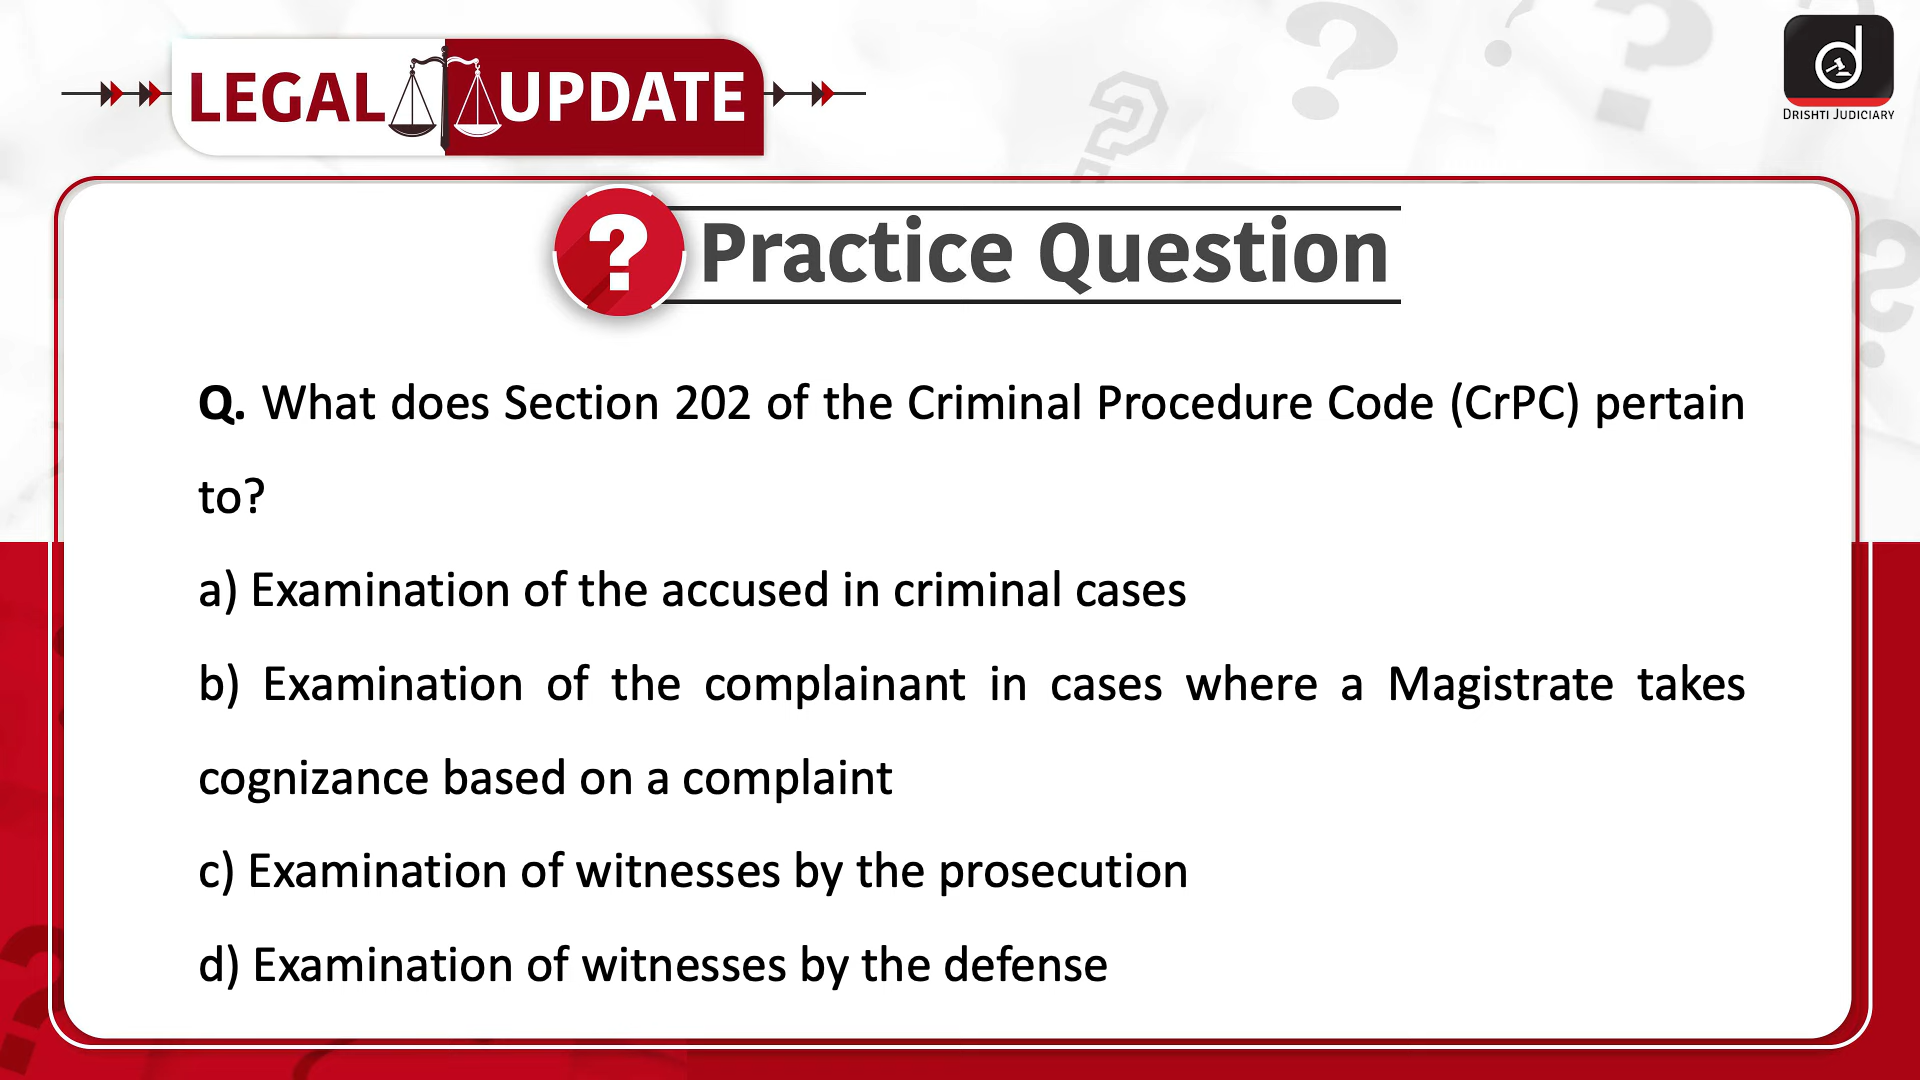 LEGAL UPDATE
DRISHTI JUDICIARY
Practice Question
Q. What does Section 202 of the Criminal Procedure Code (CrPC) pertain
to?
a) Examination of the accused in criminal cases
b) Examination of the complainant in cases where a Magistrate takes
cognizance based on a complaint
c) Examination of witnesses by the prosecution
d) Examination of witnesses by the defense